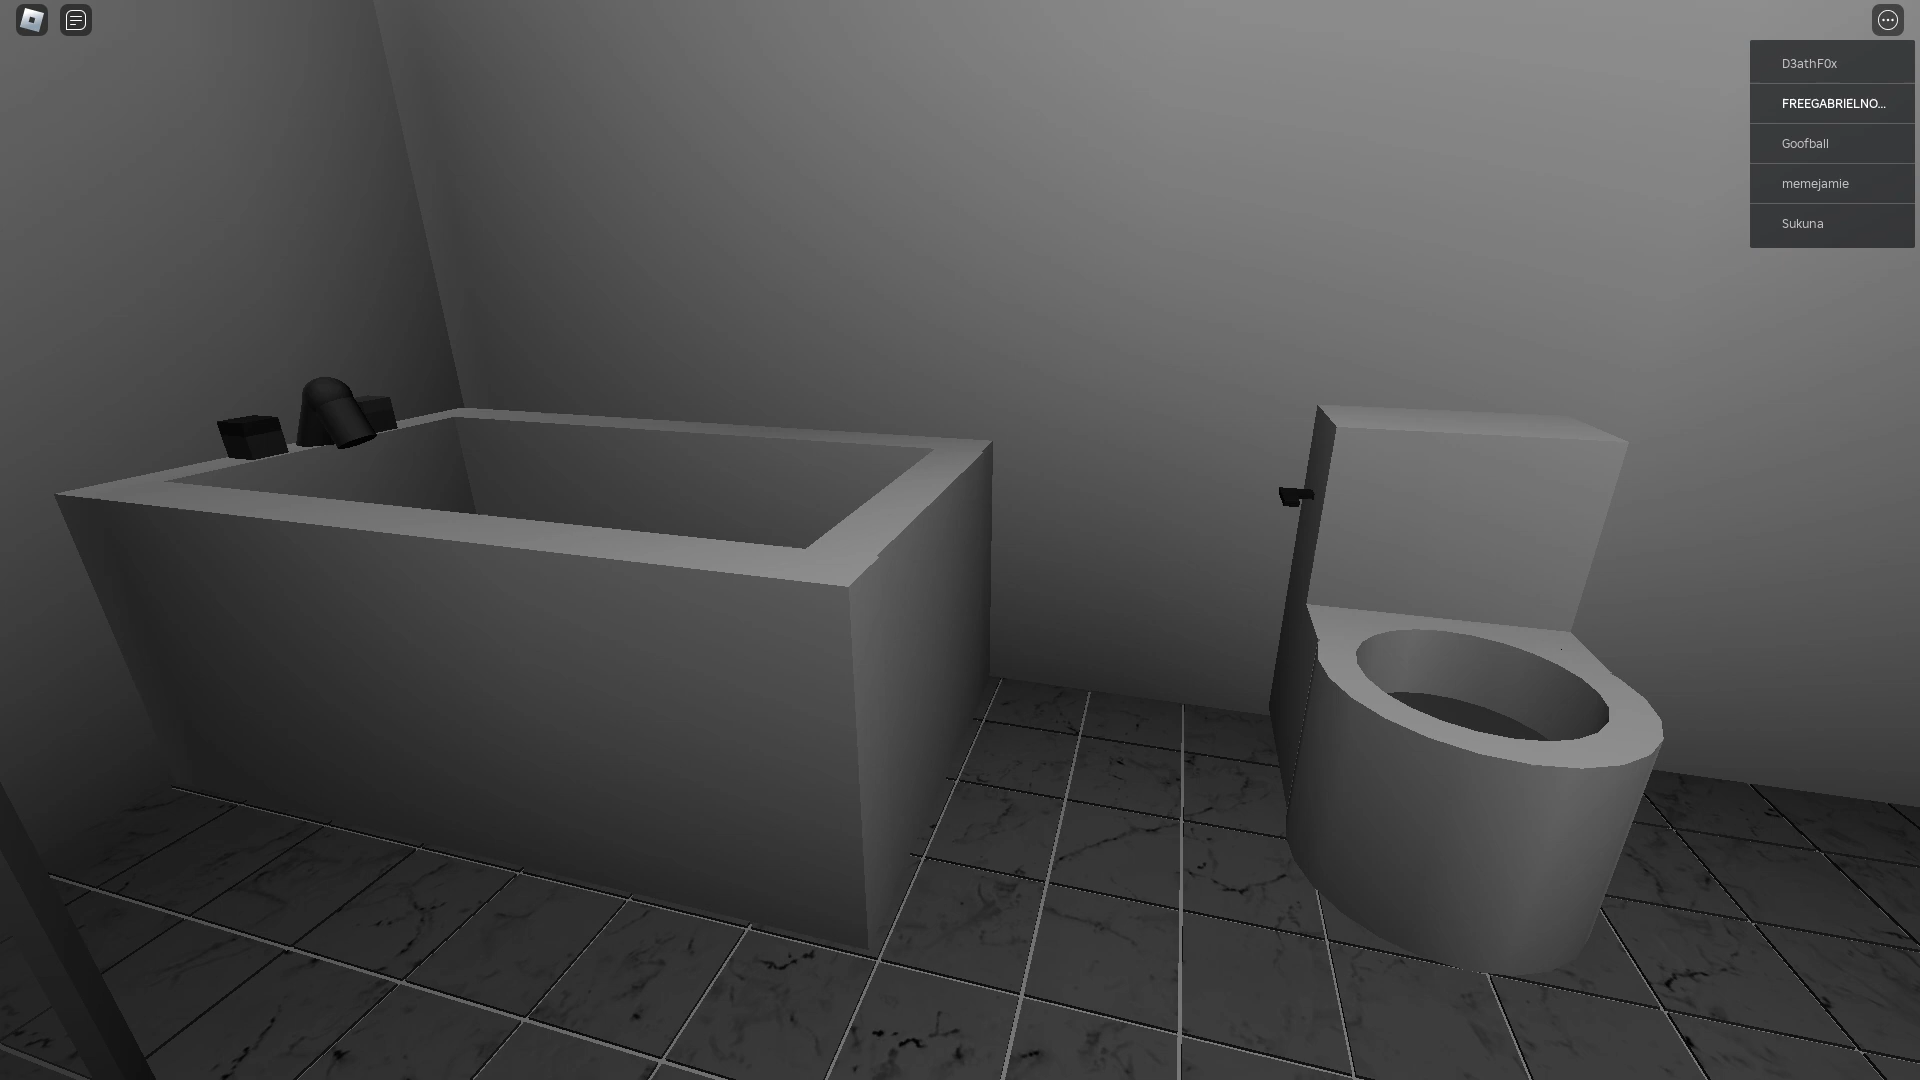 D3athF0x
FREEGABRIELNO...
Goofball
memejamie
Sukuna